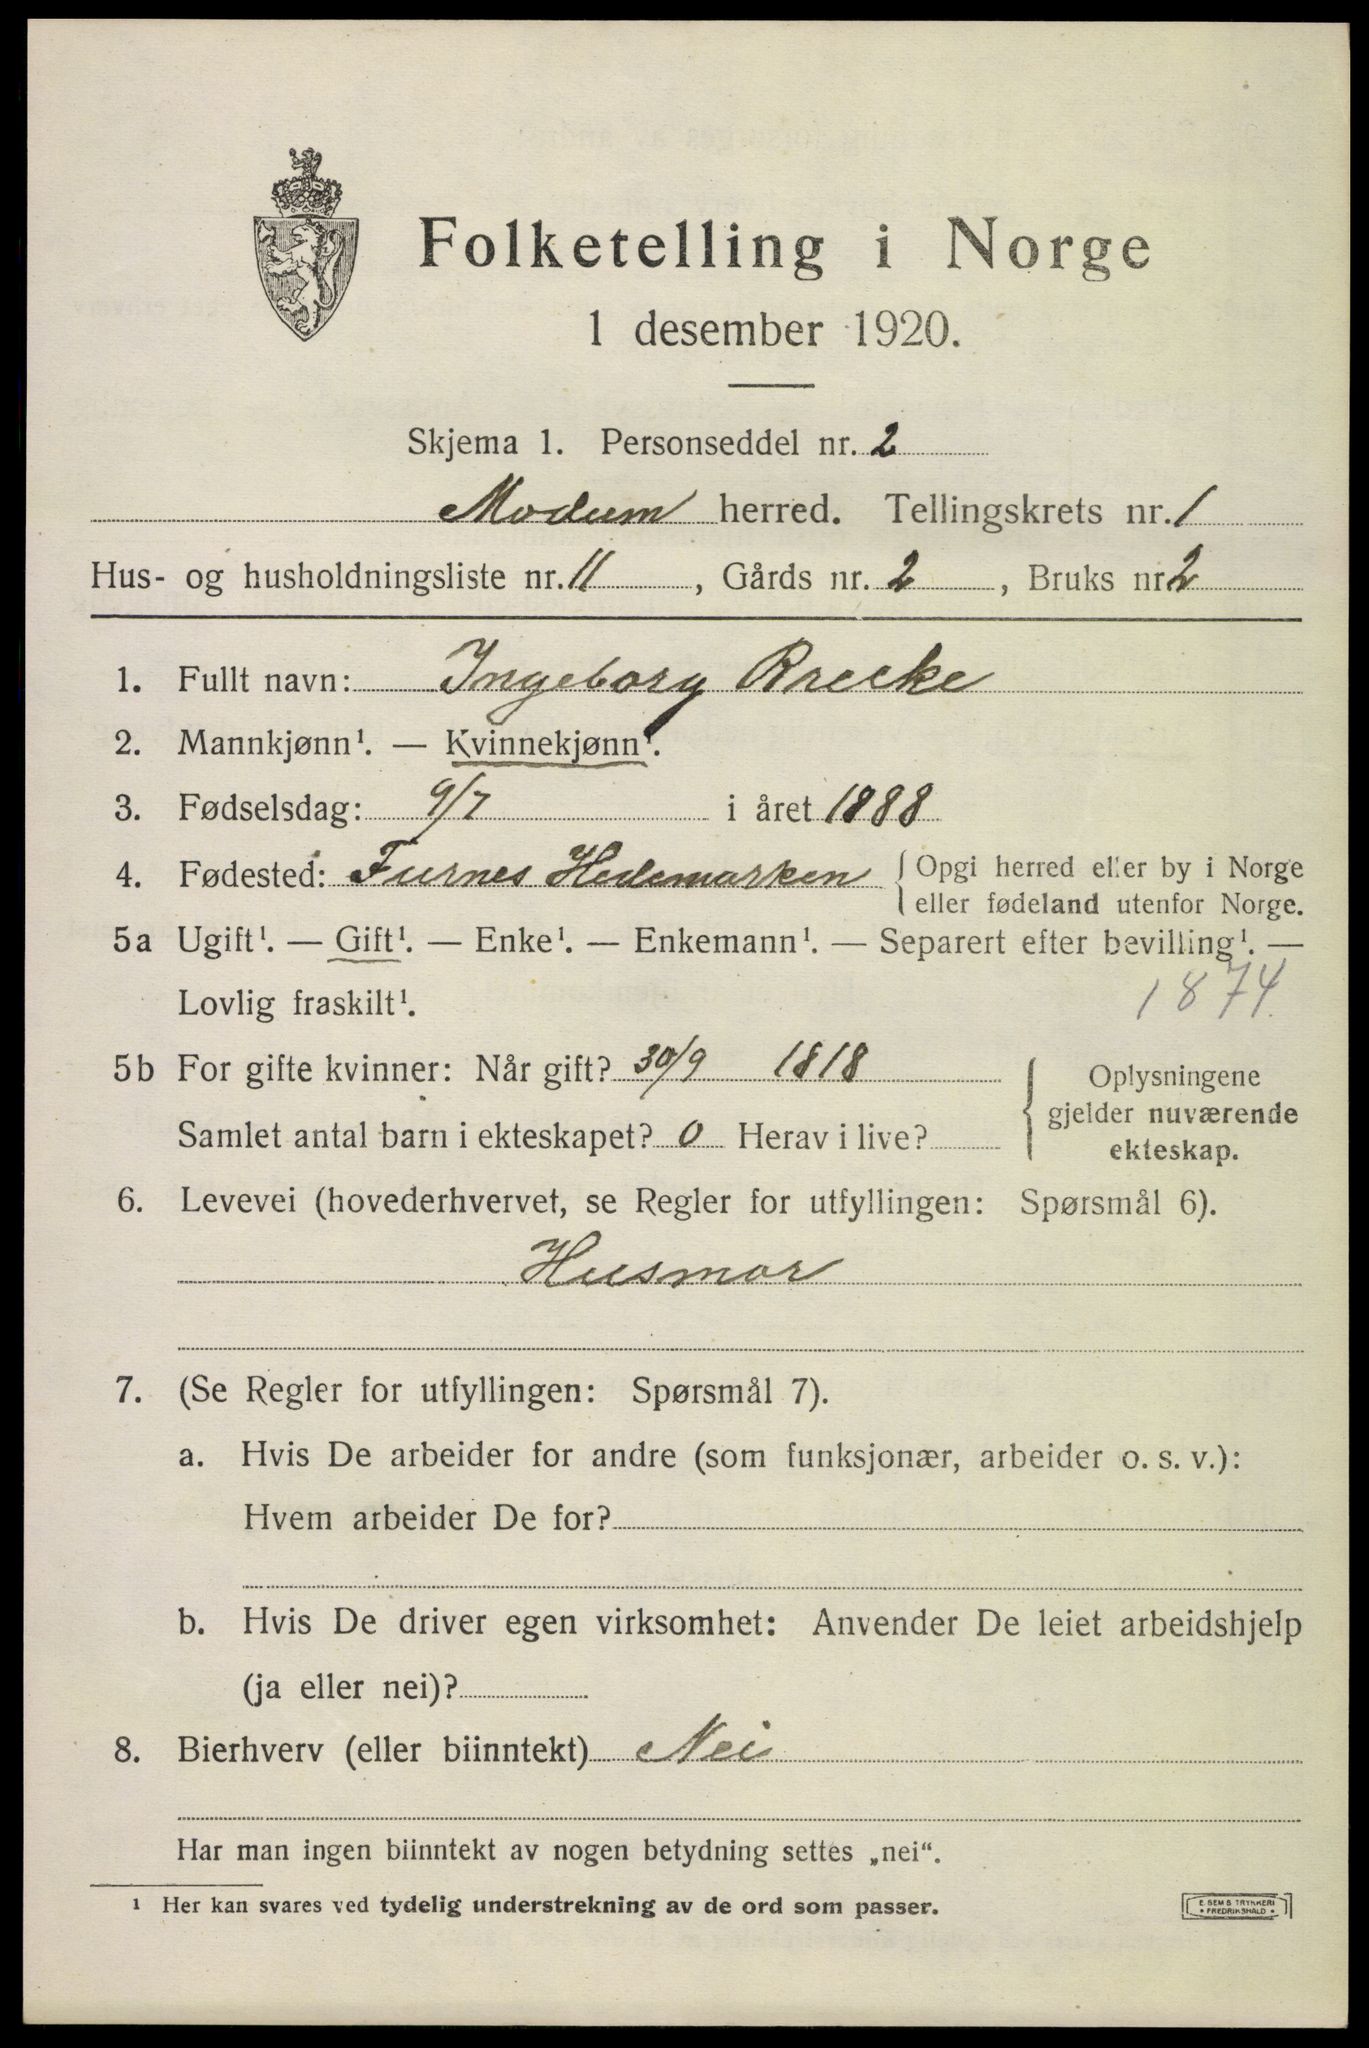 Folketelling i Norge
1 desember 1920.
Skjema 1. Personseddel nr. 2
Modum herred. Tellingskrets nr. 1
Hus- og husholdningsliste nr. 11, Gårds nr. 2, Bruks nr 2
1. Fullt navn: Ingeborg Brecke
2. Mannkjønn¹. — Kvinnekjønn¹.
3. Fødselsdag: 9/7 i året 1888
4. Fødested: Furnes Hedemarken { Opgi herred eller by i Norge
eller fødeland utenfor Norge.
5a Ugift¹. — Gift¹. — Enke¹. — Enkemann¹. — Separert efter bevilling¹. —
Lovlig fraskilt¹. 1874.
5b For gifte kvinner: Når gift? 30/9 1818
Samlet antal barn i ekteskapet? 0 Herav i live?
Oplysningene
gjelder nuværende
ekteskap.
6. Levevei (hovederhvervet, se Regler for utfyllingen: Spørsmål 6).
Husmor
7. (Se Regler for utfyllingen: Spørsmål 7).
a. Hvis De arbeider for andre (som funksjonær, arbeider o. s. v.):
Hvem arbeider De for?
b. Hvis De driver egen virksomhet: Anvender De leiet arbeidshjelp
(ja eller nei)?
8. Bierhverv (eller biinntekt) Nei
Har man ingen biinntekt av nogen betydning settes „nei“.
¹ Her kan svares ved tydelig understrekning av de ord som passer.
E. SEMS TRYKKERI
• FREDRIKSHALD •